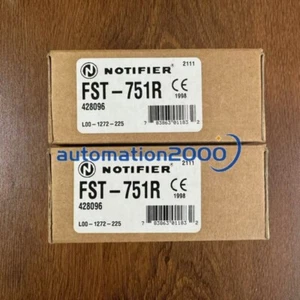 NOTIFIER
2111
FST-751R
CE
1998
428096
L00-1272-225
automation2000
NOTIFIER
2111
FST-751R
CE
1998
428096
L00-1272-225